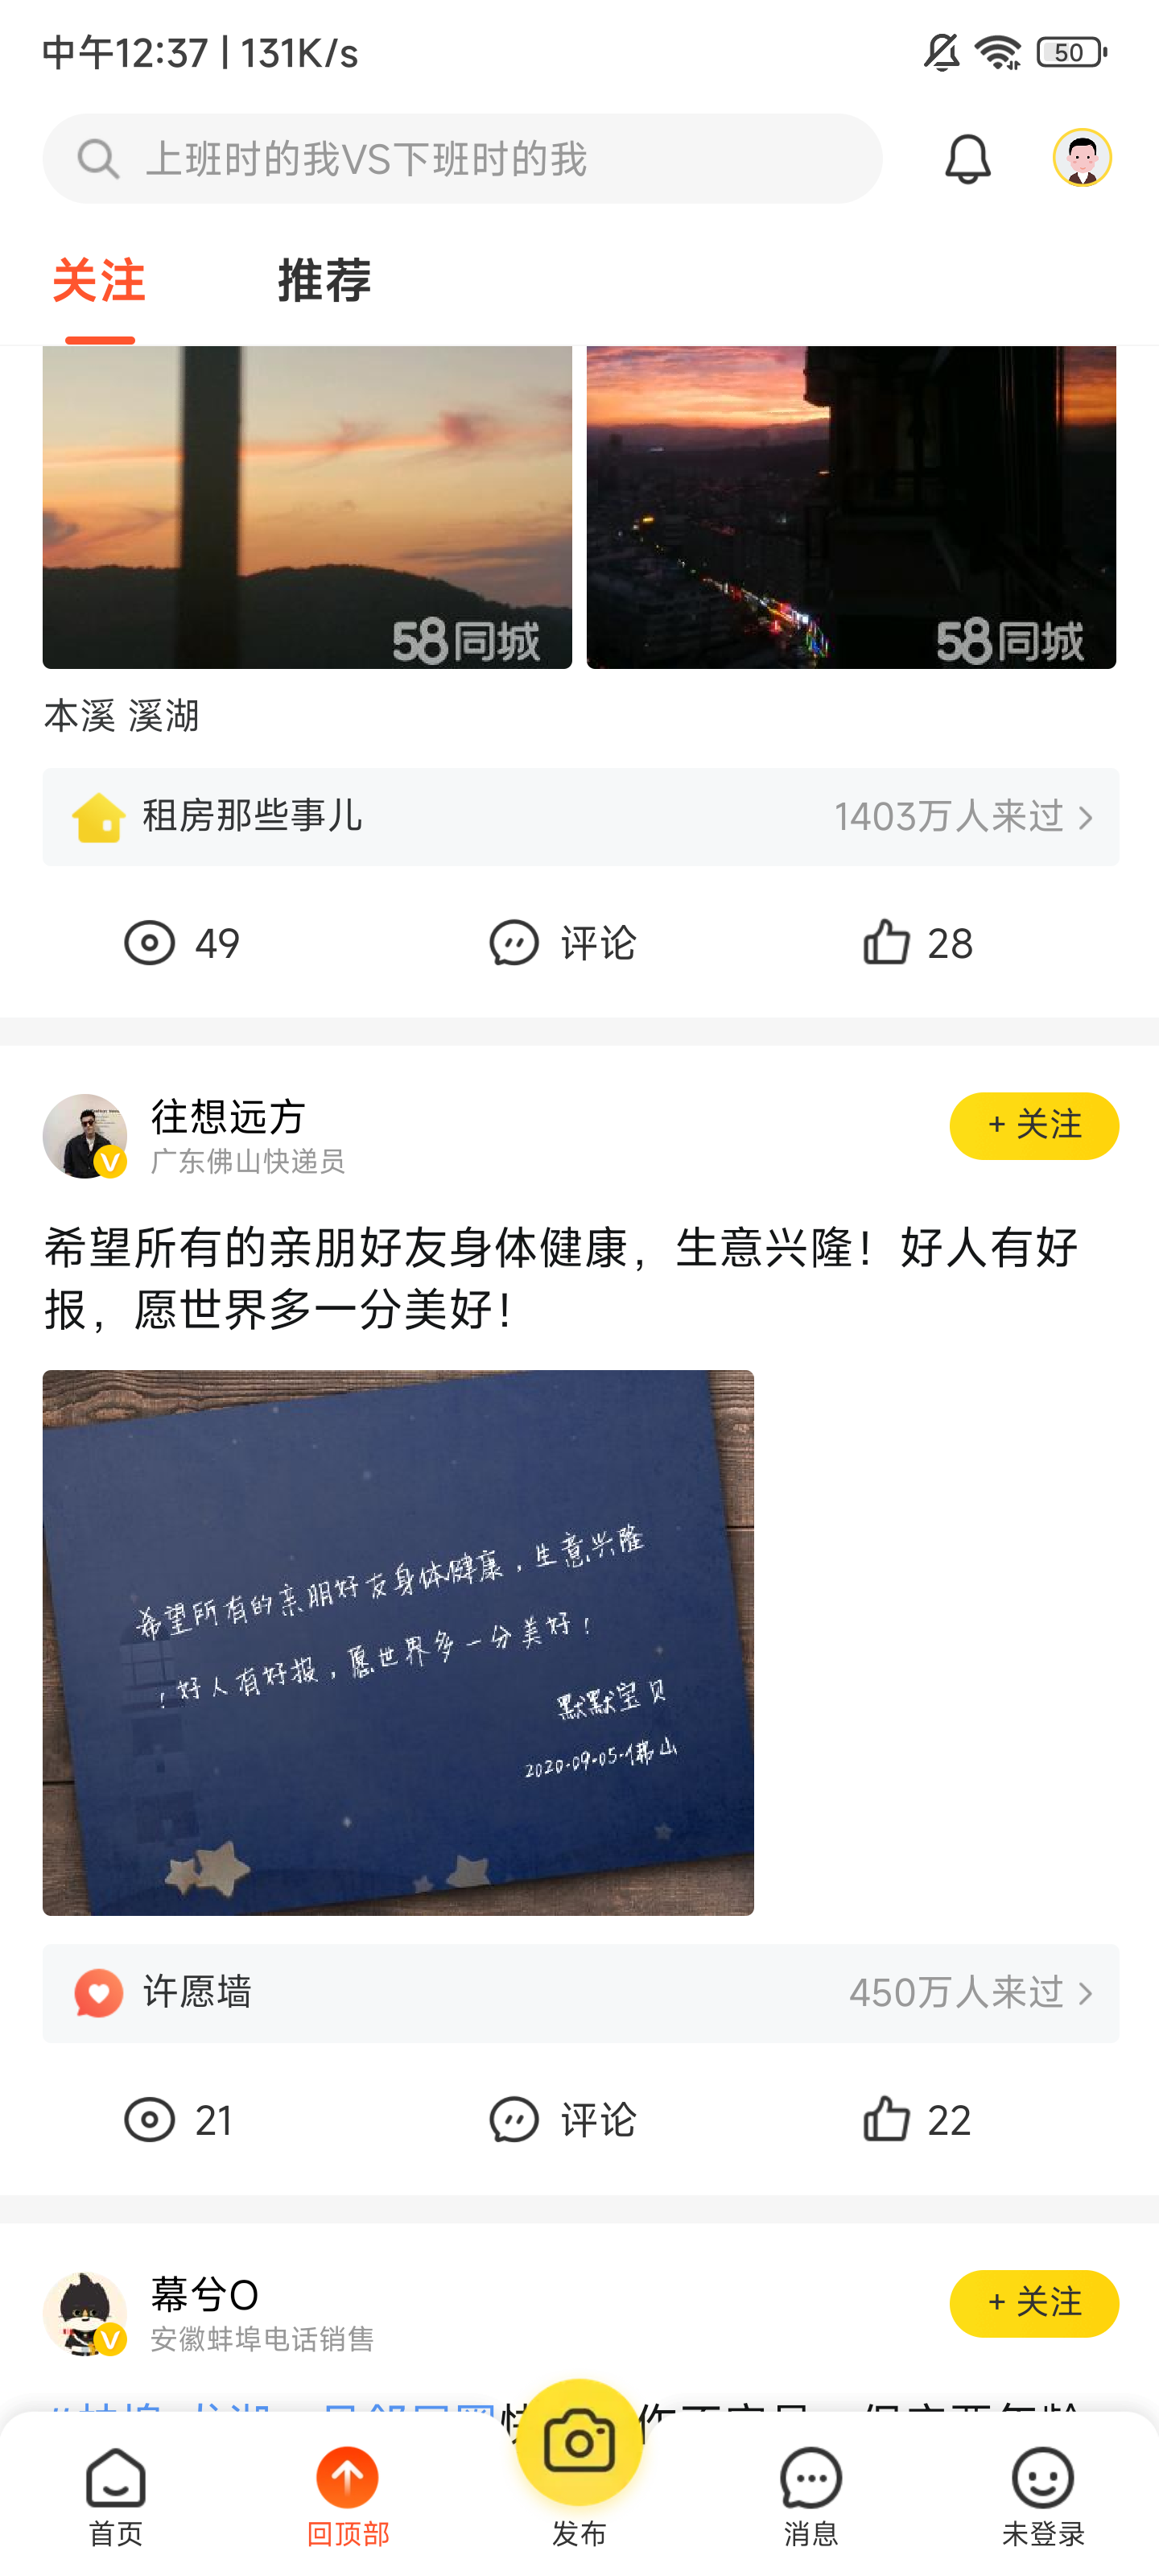 中午12:37 | 131K/s
50
上班时的我VS下班时的我
关注 推荐
58同城 58同城
本溪 溪湖
租房那些事儿 1403万人来过
49 评论 28
往想远方 + 关注
广东佛山快递员
希望所有的亲朋好友身体健康，生意兴隆！好人有好
报，愿世界多一分美好！
希望所有的亲朋好友身体健康，生意兴隆
！好人有好报，愿世界多一分美好！
默默宝贝
2020-09-05-佛山
许愿墙 450万人来过
21 评论 22
幕兮O + 关注
安徽蚌埠电话销售
首页 回顶部 发布 消息 未登录